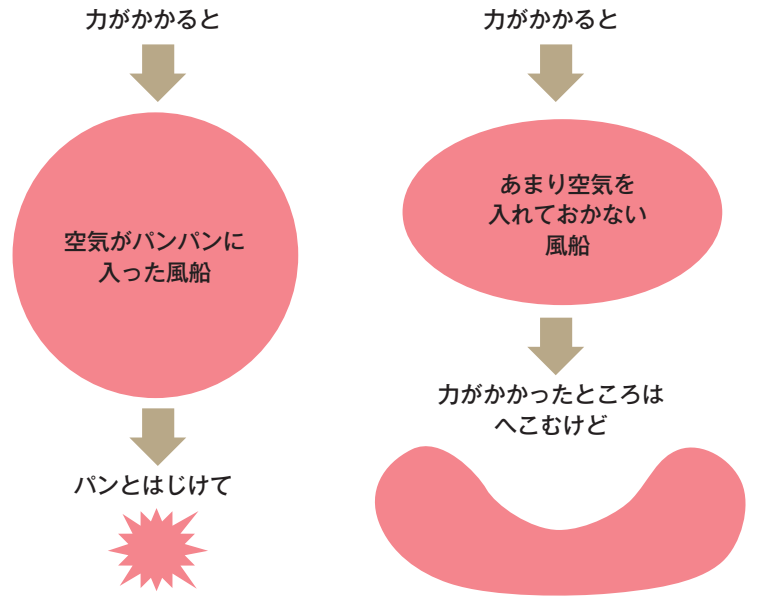 力がかかると
空気がパンパンに
入った風船
パンとはじけて
力がかかると
あまり空気を
入れておかない
風船
力がかかったところは
へこむけど